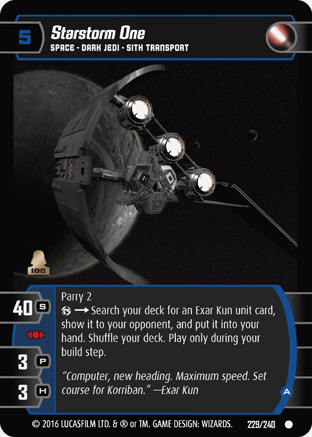 5
Starstorm One
SPACE • DARK JEDI • SITH TRANSPORT
IDC
40 S
3 P
3 H
Parry 2
→ Search your deck for an Exar Kun unit card,
show it to your opponent, and put it into your
hand. Shuffle your deck. Play only during your
build step.
“Computer, new heading. Maximum speed. Set
course for Korriban.” —Exar Kun
A
© 2016 LUCASFILM LTD. & ® or TM. GAME DESIGN: WIZARDS. 229/240